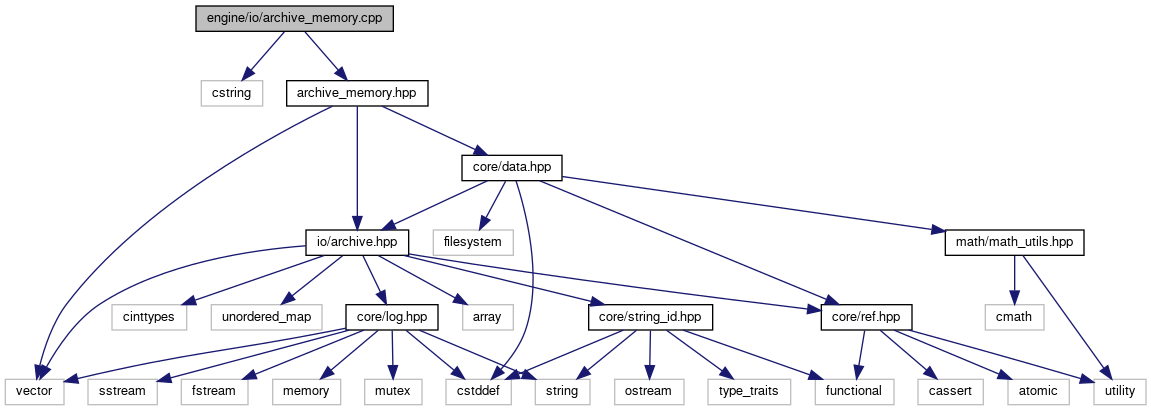 engine/io/archive_memory.cpp
cstring
archive_memory.hpp
core/data.hpp
io/archive.hpp
filesystem
math/math_utils.hpp
cinttypes
unordered_map
core/log.hpp
array
core/string_id.hpp
core/ref.hpp
cmath
vector
sstream
fstream
memory
mutex
cstddef
string
ostream
type_traits
functional
cassert
atomic
utility